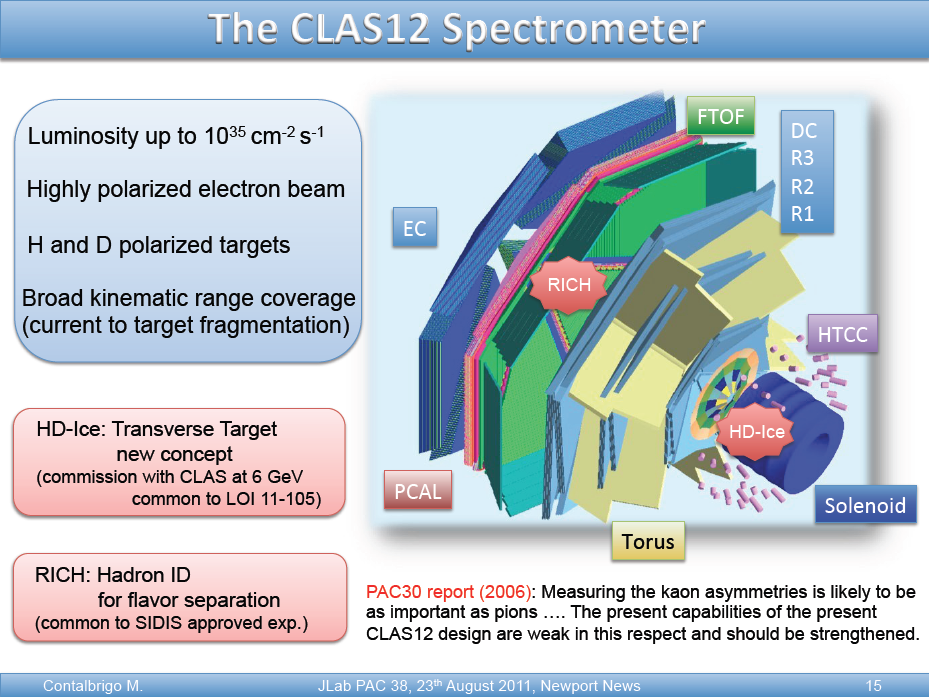 The CLAS12 Spectrometer
Luminosity up to 10³⁵ cm⁻² s⁻¹
Highly polarized electron beam
H and D polarized targets
Broad kinematic range coverage
(current to target fragmentation)
HD-Ice: Transverse Target
new concept
(commission with CLAS at 6 GeV
common to LOI 11-105)
RICH: Hadron ID
for flavor separation
(common to SIDIS approved exp.)
FTOF
DC
R3
R2
R1
EC
RICH
HTCC
HD-Ice
PCAL
Solenoid
Torus
PAC30 report (2006): Measuring the kaon asymmetries is likely to be
as important as pions …. The present capabilities of the present
CLAS12 design are weak in this respect and should be strengthened.
Contalbrigo M.
JLab PAC 38, 23ᵗʰ August 2011, Newport News
15